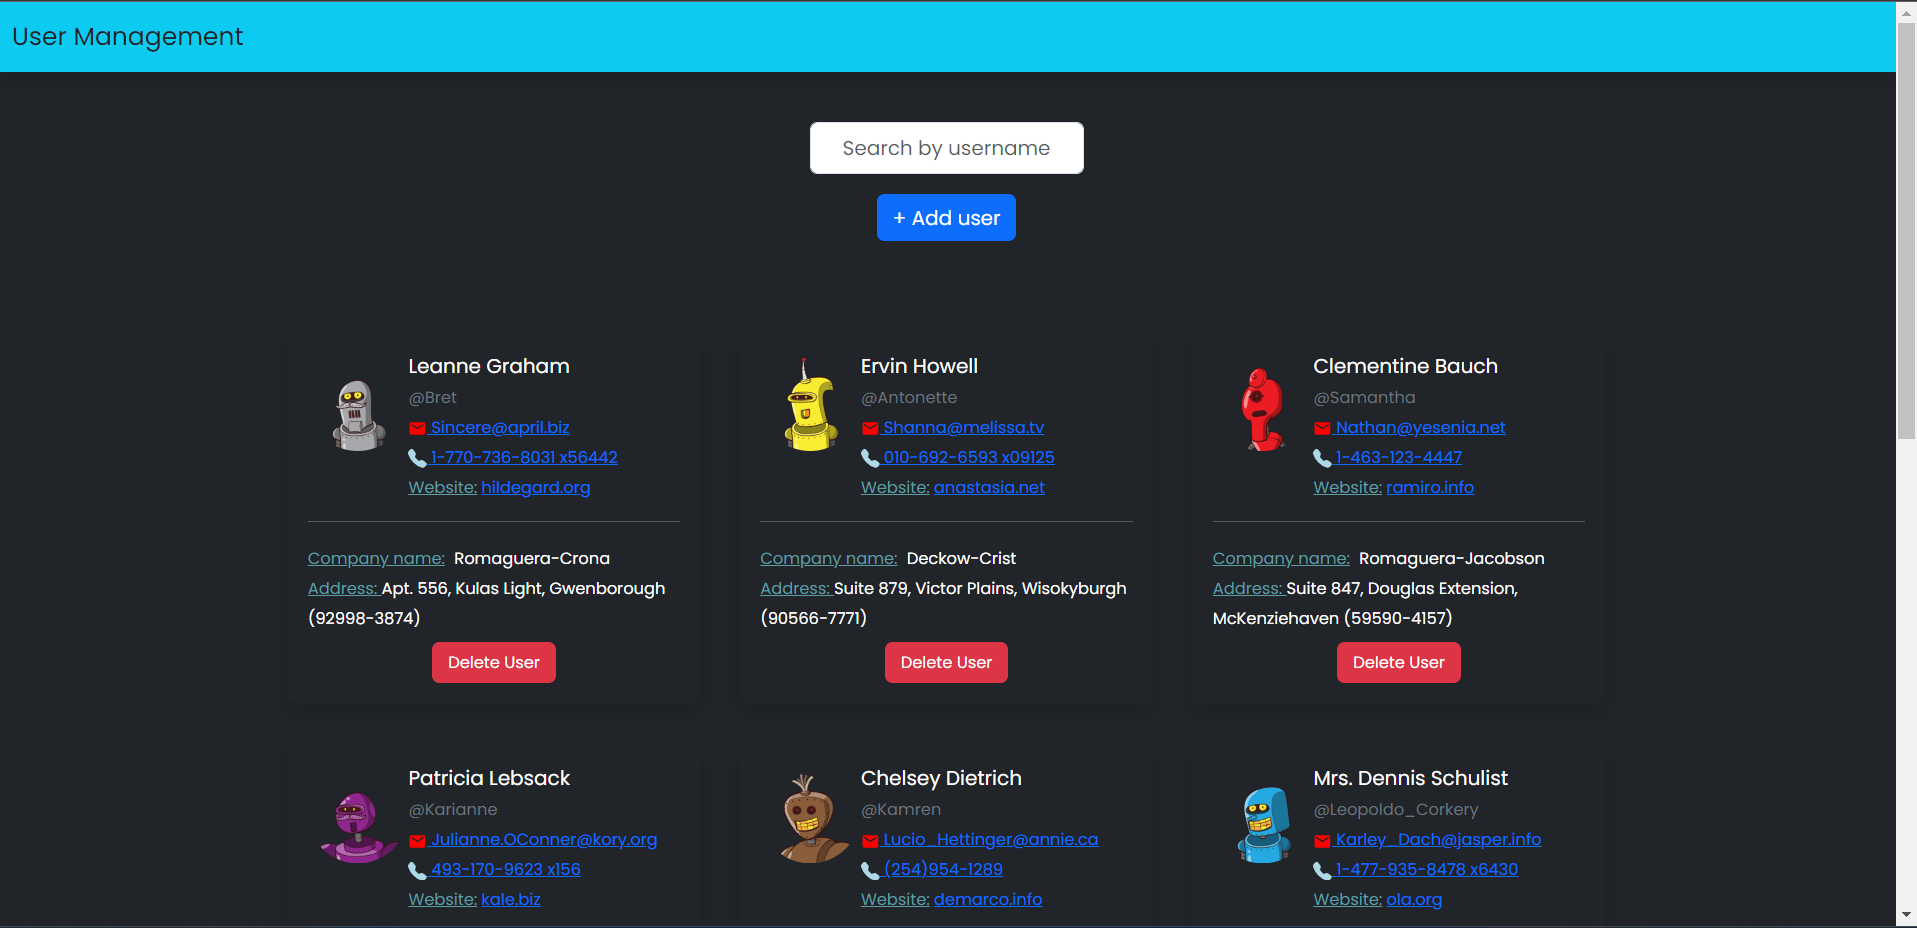 User Management
Search by username
+ Add user
Leanne Graham
@Bret
Sincere@april.biz
1-770-736-8031 x56442
Website: hildegard.org
Company name: Romaguera-Crona
Address: Apt. 556, Kulas Light, Gwenborough
(92998-3874)
Delete User
Ervin Howell
@Antonette
Shanna@melissa.tv
010-692-6593 x09125
Website: anastasia.net
Company name: Deckow-Crist
Address: Suite 879, Victor Plains, Wisokyburgh
(90566-7771)
Delete User
Clementine Bauch
@Samantha
Nathan@yesenia.net
1-463-123-4447
Website: ramiro.info
Company name: Romaguera-Jacobson
Address: Suite 847, Douglas Extension,
McKenziehaven (59590-4157)
Delete User
Patricia Lebsack
@Karianne
Julianne.OConner@kory.org
493-170-9623 x156
Website: kale.biz
Chelsey Dietrich
@Kamren
Lucio_Hettinger@annie.ca
(254)954-1289
Website: demarco.info
Mrs. Dennis Schulist
@Leopoldo_Corkery
Karley_Dach@jasper.info
1-477-935-8478 x6430
Website: ola.org